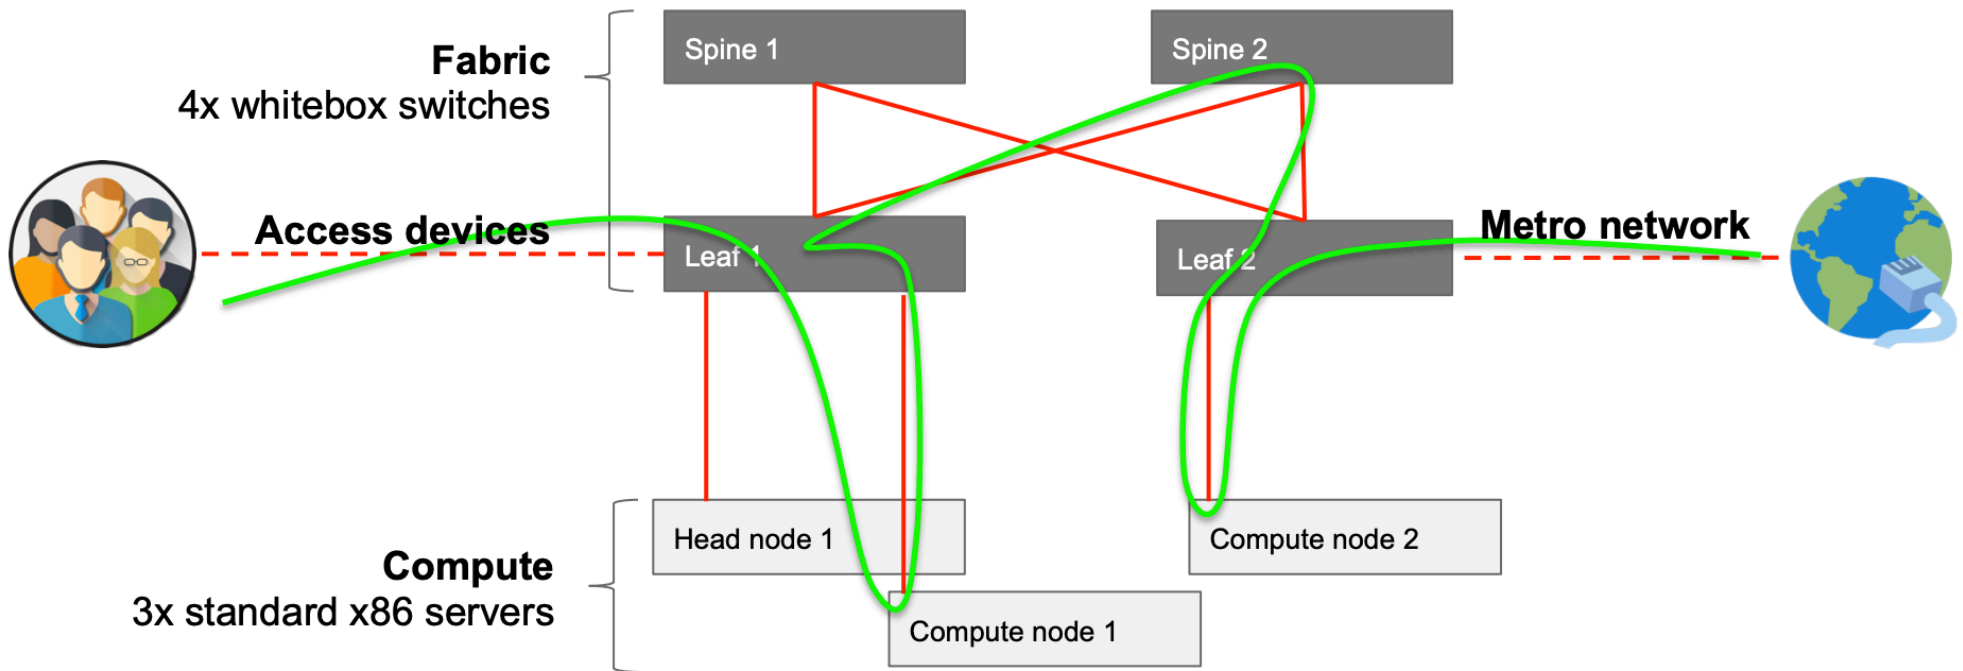 Spine 1
Spine 2
Fabric
4x whitebox switches
Access devices
Leaf 1
Leaf 2
Metro network
Head node 1
Compute node 2
Compute
3x standard x86 servers
Compute node 1